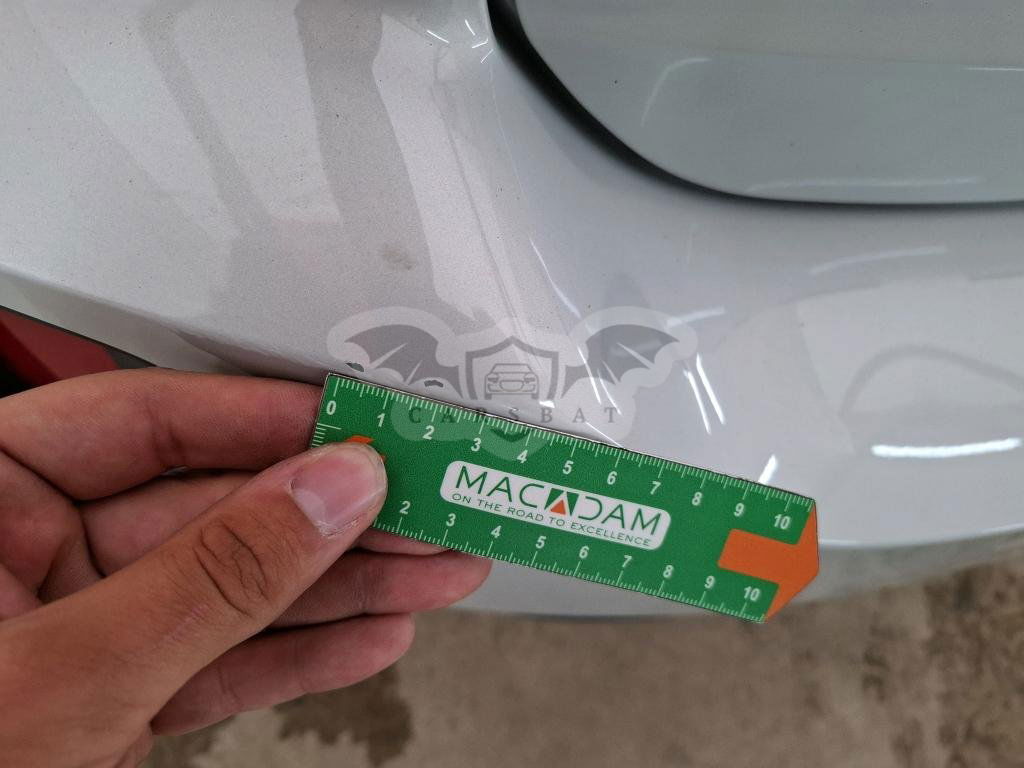 CARSBAT
0 1 2 3 4 5 6 7 8 9 10
MACADAM
ON THE ROAD TO EXCELLENCE
2 3 4 5 6 7 8 9 10